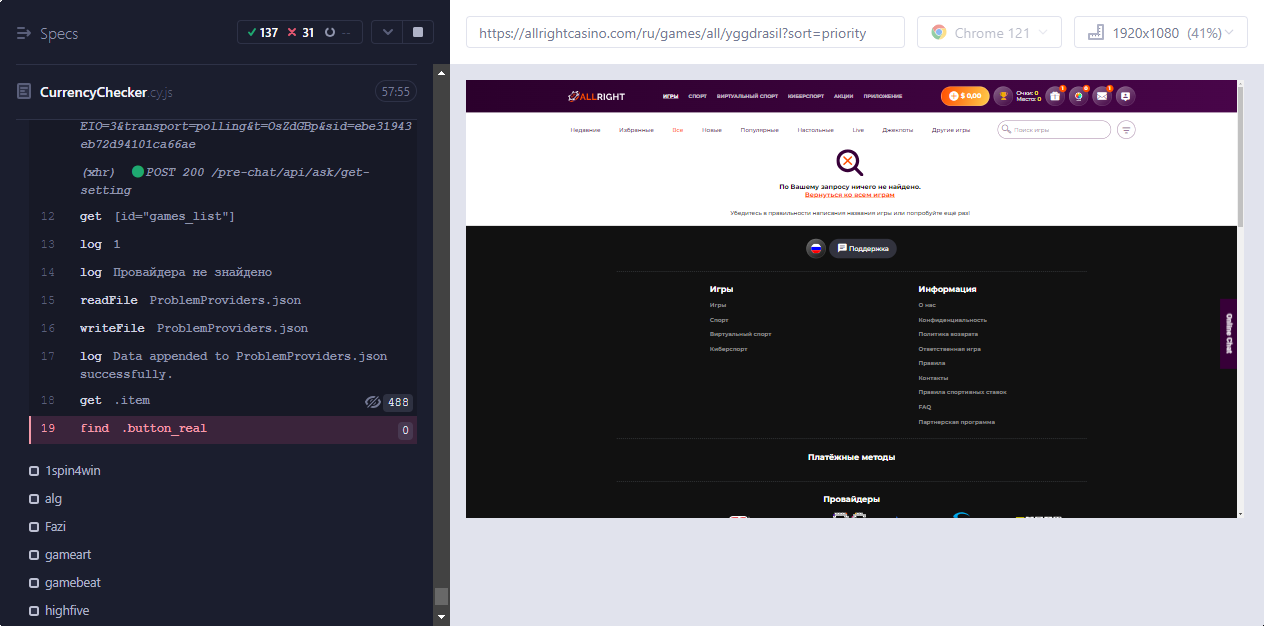 Specs
137
31
--
CurrencyChecker.cy.js
57:55
EIO=3&transport=polling&t=OsZdGBp&sid=ebe31943
eb72d94101ca66ae
(xhr) POST 200 /pre-chat/api/ask/get-
setting
12 get [id="games_list"]
13 log 1
14 log Провайдера не знайдено
15 readFile ProblemProviders.json
16 writeFile ProblemProviders.json
17 log Data appended to ProblemProviders.json
successfully.
18 get .item 488
19 find .button_real 0
1spin4win
alg
Fazi
gameart
gamebeat
highfive
https://allrightcasino.com/ru/games/all/yggdrasil?sort=priority
Chrome 121
1920x1080 (41%)
ALLRIGHT
ИГРЫ СПОРТ ВИРТУАЛЬНЫЙ СПОРТ КИБЕРСПОРТ АКЦИИ ПРИЛОЖЕНИЕ
$ 0,00
Очки: 0
Место: 0
Недавние Избранные Все Новые Популярные Настольные Live Джекпоты Другие игры
Поиск игры
По Вашему запросу ничего не найдено.
Вернуться ко всем играм
Убедитесь в правильности написания названия игры или попробуйте ещё раз!
Поддержка
Игры
Игры
Спорт
Виртуальный спорт
Киберспорт
Информация
О нас
Конфиденциальность
Политика возврата
Ответственная игра
Правила
Контакты
Правила спортивных ставок
FAQ
Партнерская программа
Online Chat
Платёжные методы
Провайдеры